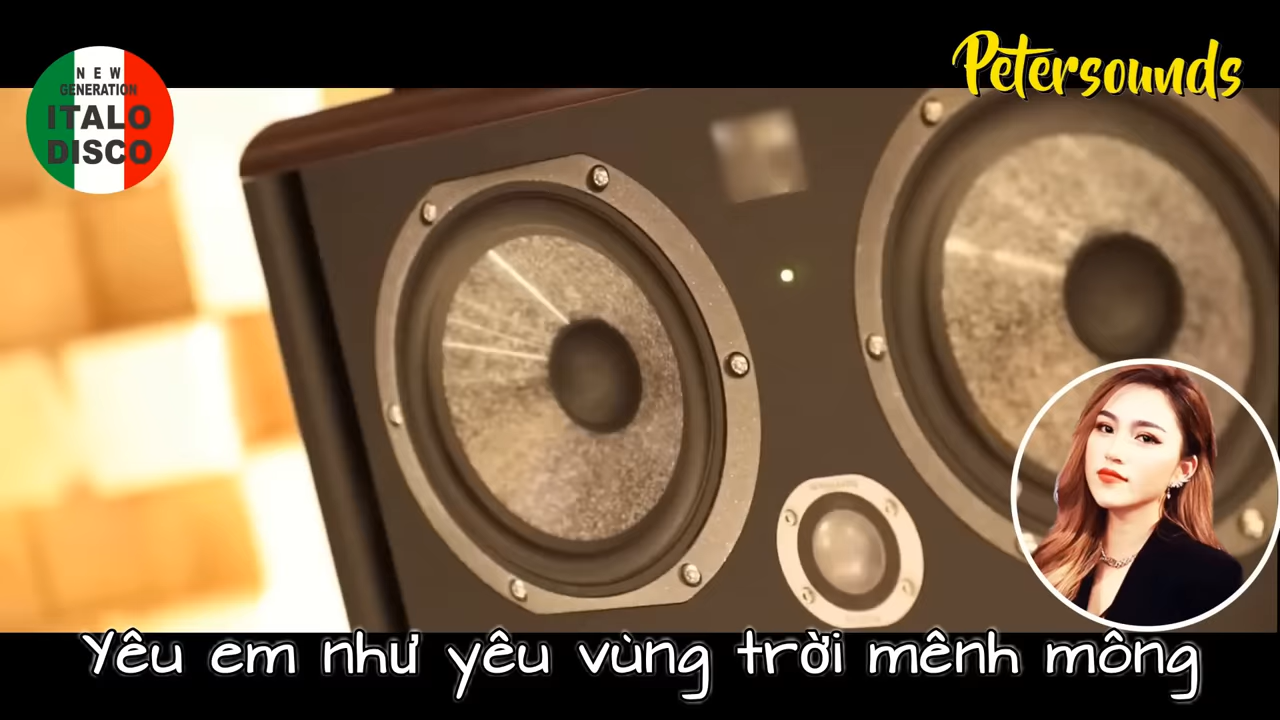 NEW
GENERATION
ITALO
DISCO
Petersounds
Yêu em như yêu vùng trời mênh mông